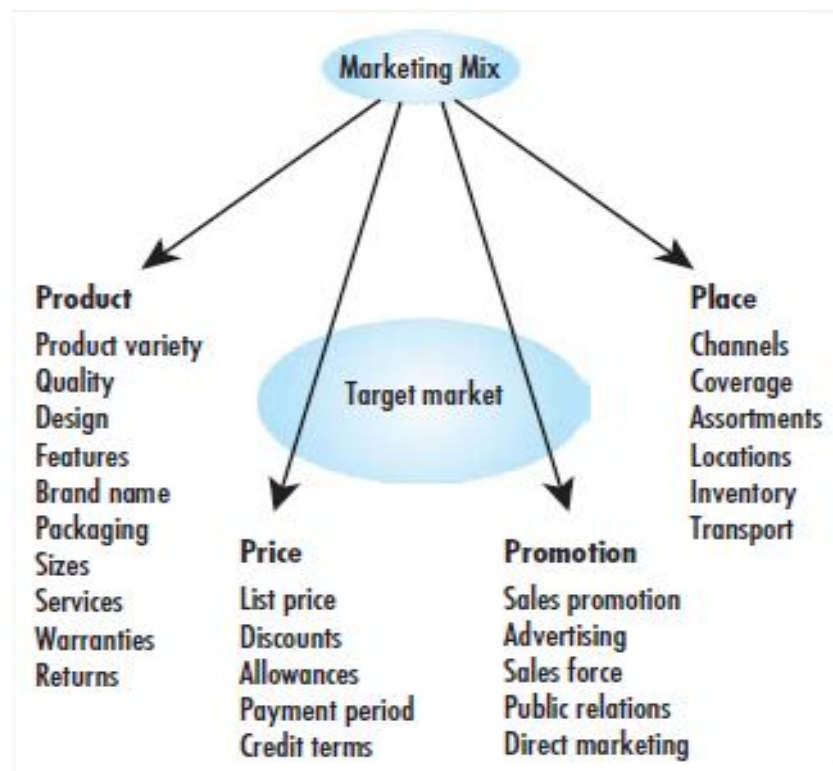 Marketing Mix
Product
Product variety
Quality
Design
Features
Brand name
Packaging
Sizes
Services
Warranties
Returns
Target market
Price
List price
Discounts
Allowances
Payment period
Credit terms
Promotion
Sales promotion
Advertising
Sales force
Public relations
Direct marketing
Place
Channels
Coverage
Assortments
Locations
Inventory
Transport